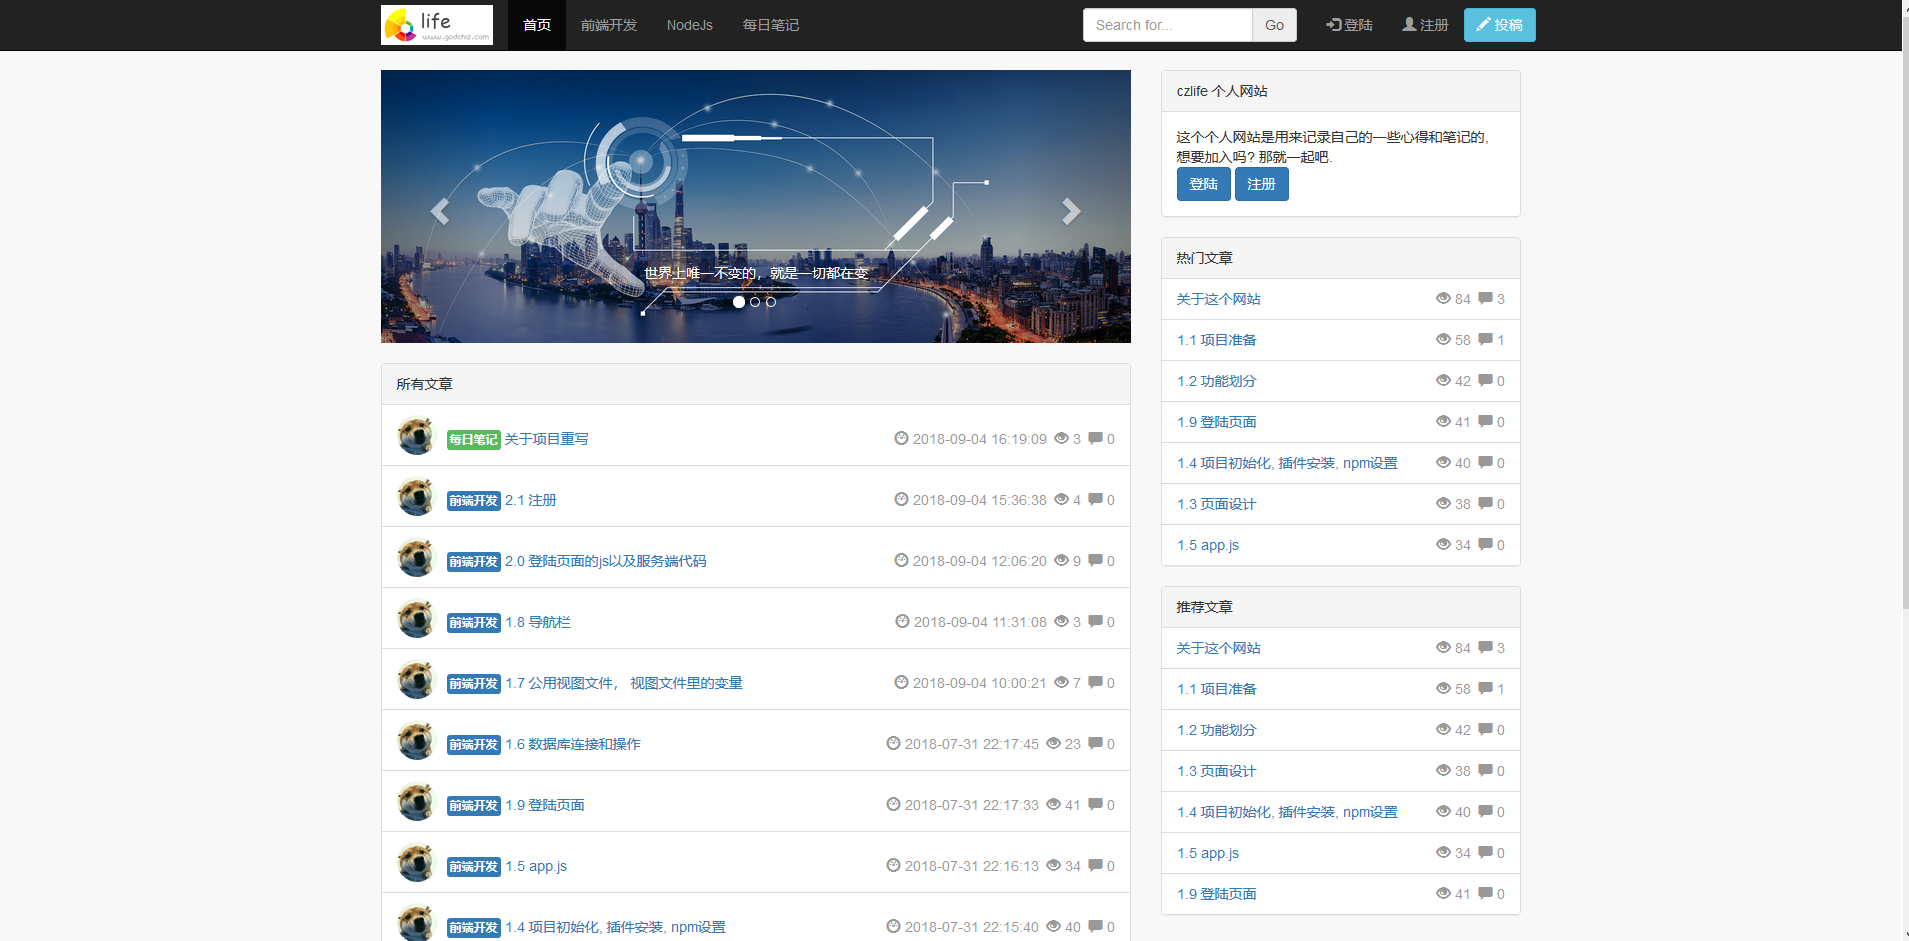 life
www.godchiz.com
首页 前端开发 NodeJs 每日笔记 Search for... Go 登陆 注册 投稿
世界上唯一不变的，就是一切都在变
所有文章
每日笔记 关于项目重写 2018-09-04 16:19:09 3 0
前端开发 2.1 注册 2018-09-04 15:36:38 4 0
前端开发 2.0 登陆页面的js以及服务端代码 2018-09-04 12:06:20 9 0
前端开发 1.8 导航栏 2018-09-04 11:31:08 3 0
前端开发 1.7 公用视图文件， 视图文件里的变量 2018-09-04 10:00:21 7 0
前端开发 1.6 数据库连接和操作 2018-07-31 22:17:45 23 0
前端开发 1.9 登陆页面 2018-07-31 22:17:33 41 0
前端开发 1.5 app.js 2018-07-31 22:16:13 34 0
前端开发 1.4 项目初始化, 插件安装, npm设置 2018-07-31 22:15:40 40 0
czlife 个人网站
这个个人网站是用来记录自己的一些心得和笔记的,
想要加入吗? 那就一起吧.
登陆 注册
热门文章
关于这个网站 84 3
1.1 项目准备 58 1
1.2 功能划分 42 0
1.9 登陆页面 41 0
1.4 项目初始化, 插件安装, npm设置 40 0
1.3 页面设计 38 0
1.5 app.js 34 0
推荐文章
关于这个网站 84 3
1.1 项目准备 58 1
1.2 功能划分 42 0
1.3 页面设计 38 0
1.4 项目初始化, 插件安装, npm设置 40 0
1.5 app.js 34 0
1.9 登陆页面 41 0